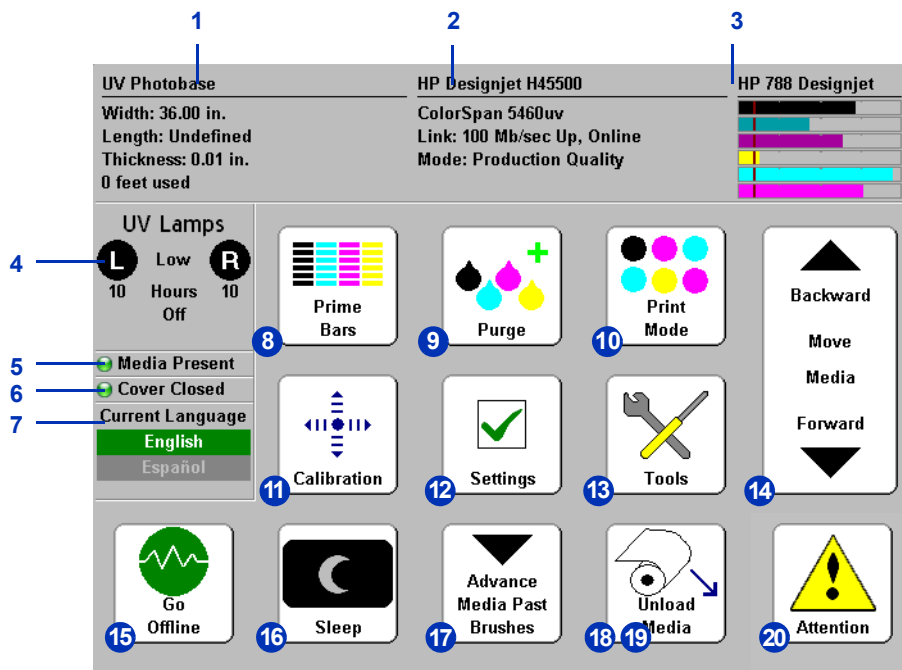 1
2
3
UV Photobase
Width: 36.00 in.
Length: Undefined
Thickness: 0.01 in.
0 feet used
HP Designjet H45500
ColorSpan 5460uv
Link: 100 Mb/sec Up, Online
Mode: Production Quality
HP 788 Designjet
4
UV Lamps
L
Low
R
10
Hours
10
Off
5
Media Present
6
Cover Closed
7
Current Language
English
Español
Prime
Bars
8
Purge
9
Print
Mode
10
Backward
Move
Media
Forward
14
Calibration
11
Settings
12
Tools
13
Go
Offline
15
Sleep
16
Advance
Media Past
Brushes
17
Unload
Media
18
19
Attention
20